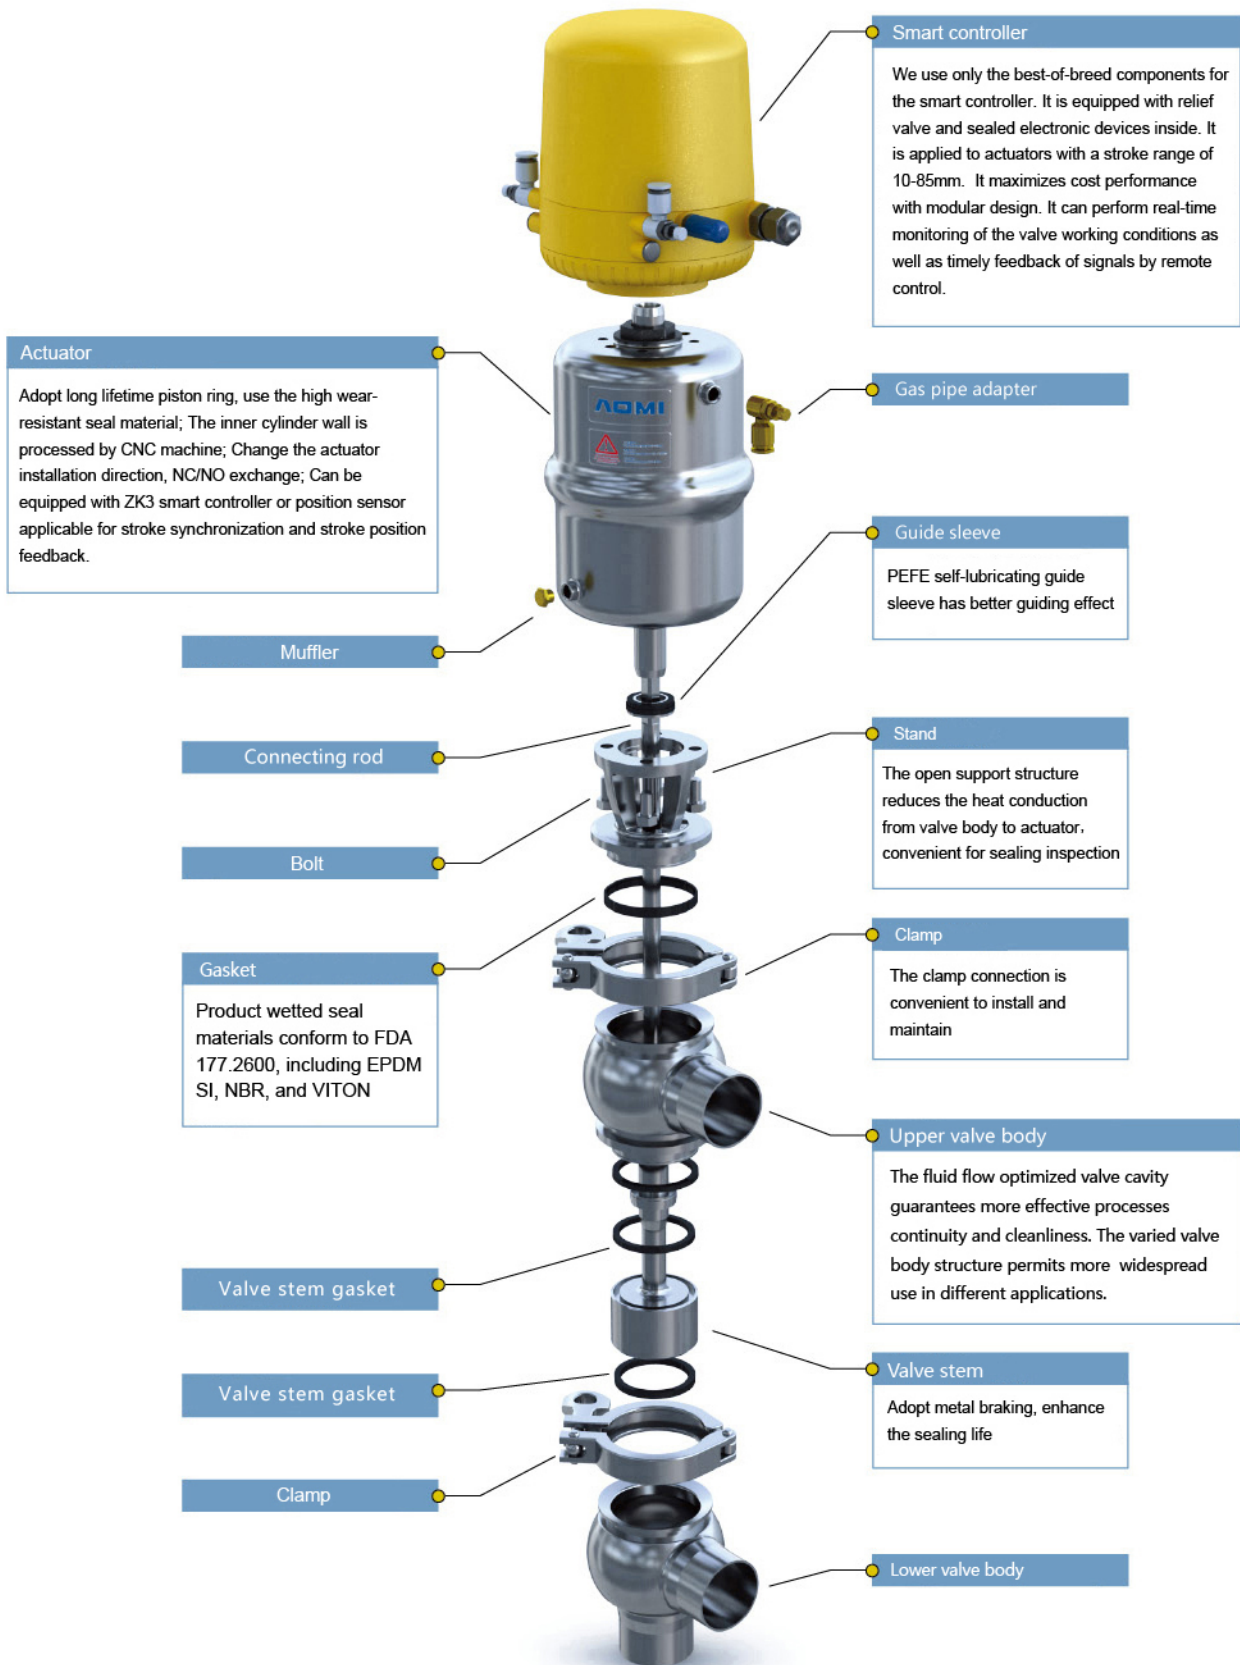 Smart controller
We use only the best-of-breed components for
the smart controller. It is equipped with relief
valve and sealed electronic devices inside. It
is applied to actuators with a stroke range of
10-85mm. It maximizes cost performance
with modular design. It can perform real-time
monitoring of the valve working conditions as
well as timely feedback of signals by remote
control.
Actuator
Adopt long lifetime piston ring, use the high wear-
resistant seal material; The inner cylinder wall is
processed by CNC machine; Change the actuator
installation direction, NC/NO exchange; Can be
equipped with ZK3 smart controller or position sensor
applicable for stroke synchronization and stroke position
feedback.
AOMI
Gas pipe adapter
Guide sleeve
PEFE self-lubricating guide
sleeve has better guiding effect
Muffler
Connecting rod
Stand
The open support structure
reduces the heat conduction
from valve body to actuator,
convenient for sealing inspection
Bolt
Gasket
Product wetted seal
materials conform to FDA
177.2600, including EPDM
SI, NBR, and VITON
Clamp
The clamp connection is
convenient to install and
maintain
Upper valve body
The fluid flow optimized valve cavity
guarantees more effective processes
continuity and cleanliness. The varied valve
body structure permits more widespread
use in different applications.
Valve stem gasket
Valve stem
Adopt metal braking, enhance
the sealing life
Valve stem gasket
Clamp
Lower valve body